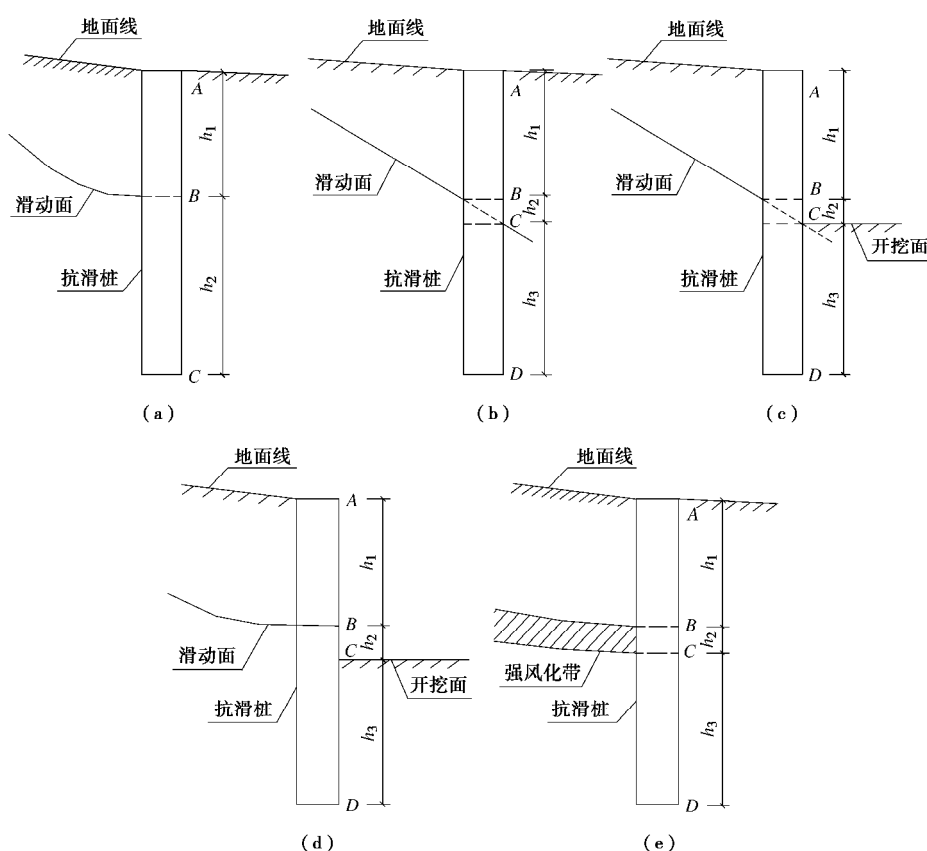 地面线
A
h1
滑动面
B
抗滑桩
h2
C
(a)
地面线
A
h1
滑动面
B
h2
C
抗滑桩
h3
D
(b)
地面线
A
h1
滑动面
B
h2
C
开挖面
抗滑桩
h3
D
(c)
地面线
A
h1
B
h2
滑动面
C
开挖面
抗滑桩
h3
D
(d)
地面线
A
h1
B
h2
C
强风化带
抗滑桩
h3
D
(e)